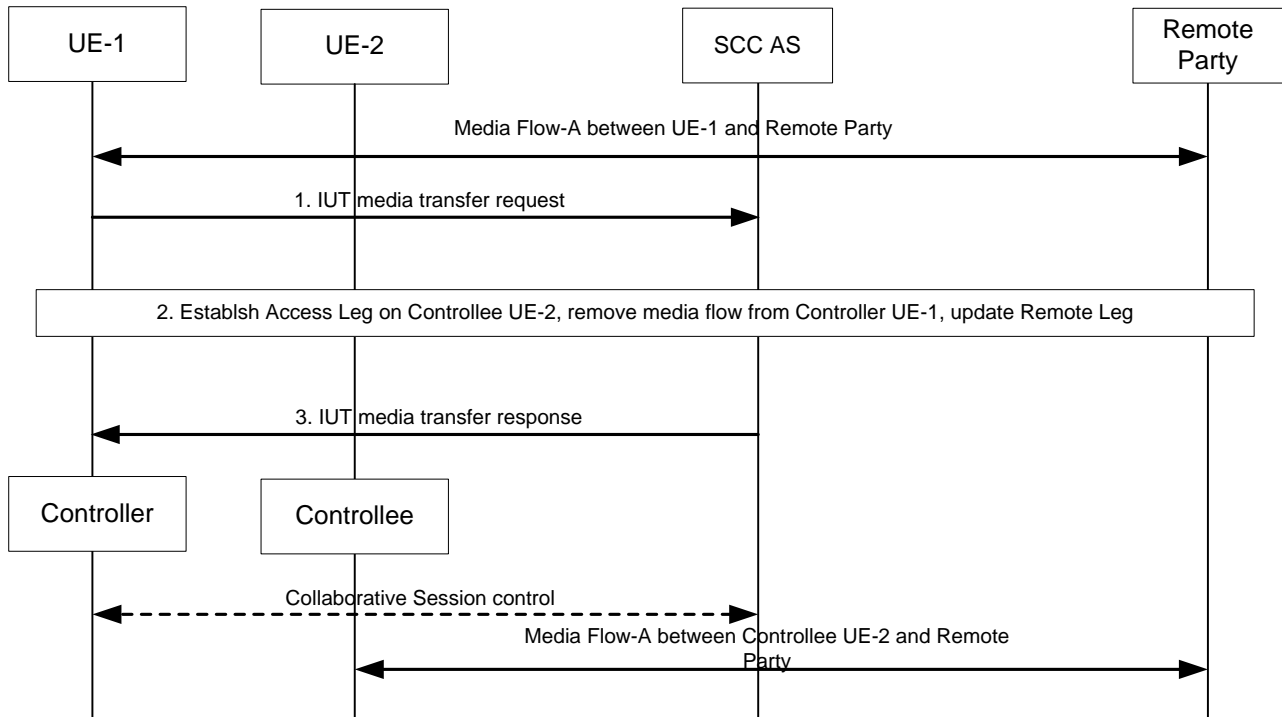 UE-1
UE-2
SCC AS
Remote
Party
Media Flow-A between UE-1 and Remote Party
1. IUT media transfer request
2. Establsh Access Leg on Controllee UE-2, remove media flow from Controller UE-1, update Remote Leg
3. IUT media transfer response
Controller
Controllee
Collaborative Session control
Media Flow-A between Controllee UE-2 and Remote
Party